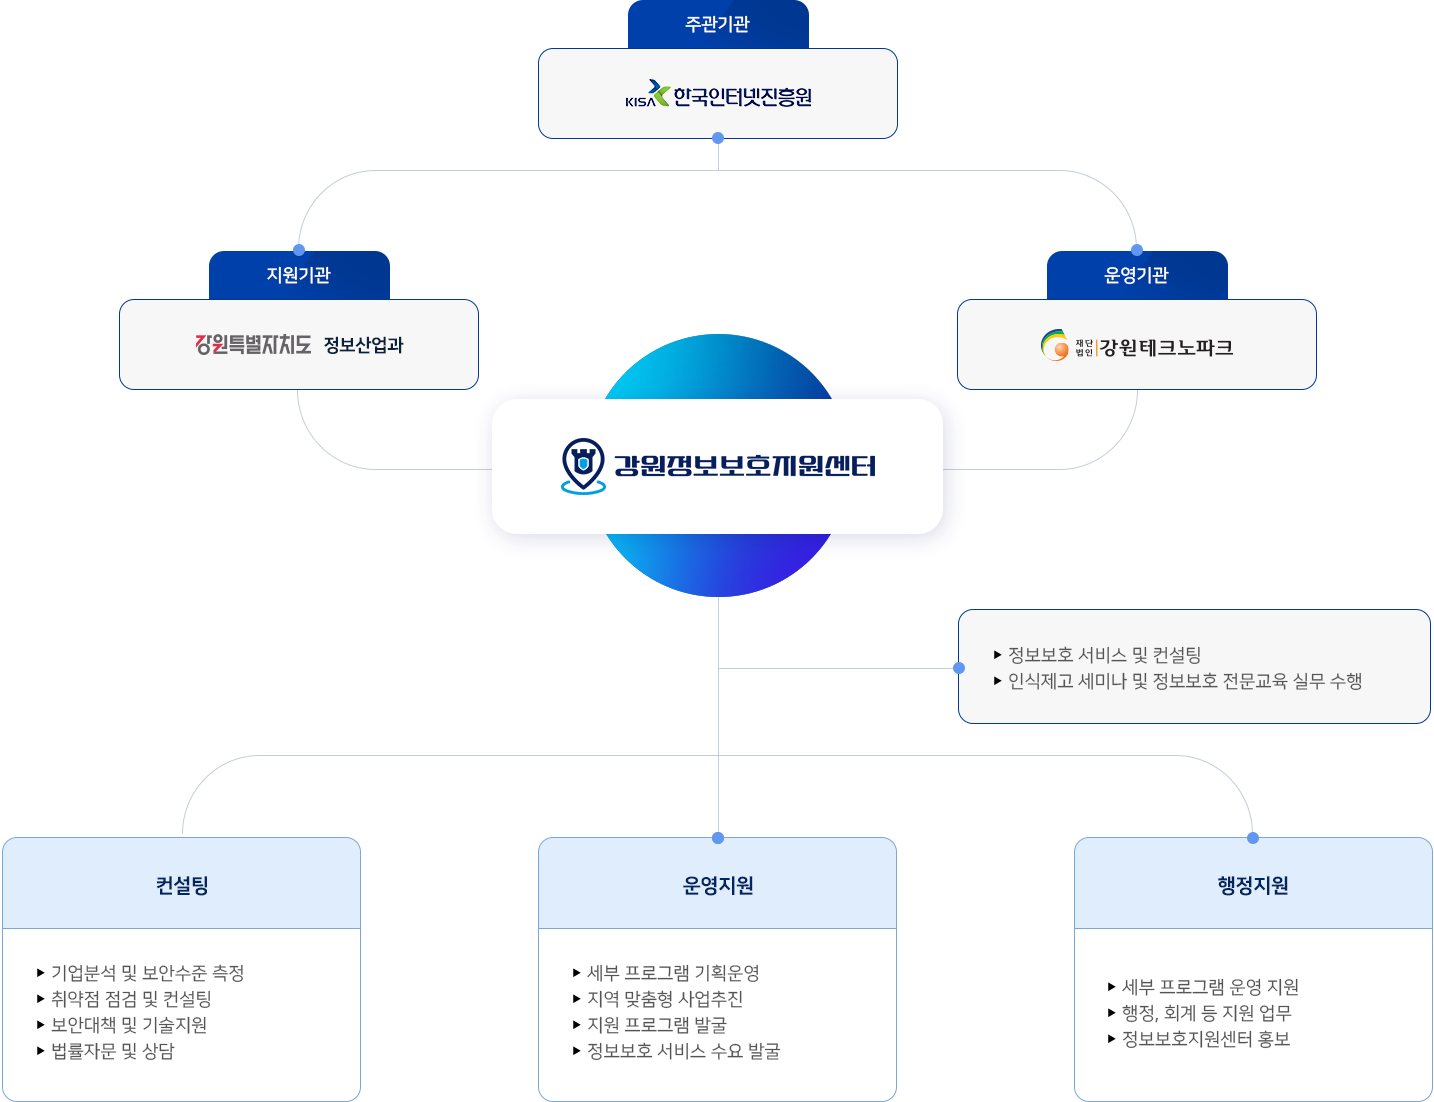 주관기관
KISA 한국인터넷진흥원
지원기관
강원특별자치도 정보산업과
운영기관
재단법인 강원테크노파크
강원정보보호지원센터
▶ 정보보호 서비스 및 컨설팅
▶ 인식제고 세미나 및 정보보호 전문교육 실무 수행
컨설팅
▶ 기업분석 및 보안수준 측정
▶ 취약점 점검 및 컨설팅
▶ 보안대책 및 기술지원
▶ 법률자문 및 상담
운영지원
▶ 세부 프로그램 기획운영
▶ 지역 맞춤형 사업추진
▶ 지원 프로그램 발굴
▶ 정보보호 서비스 수요 발굴
행정지원
▶ 세부 프로그램 운영 지원
▶ 행정, 회계 등 지원 업무
▶ 정보보호지원센터 홍보